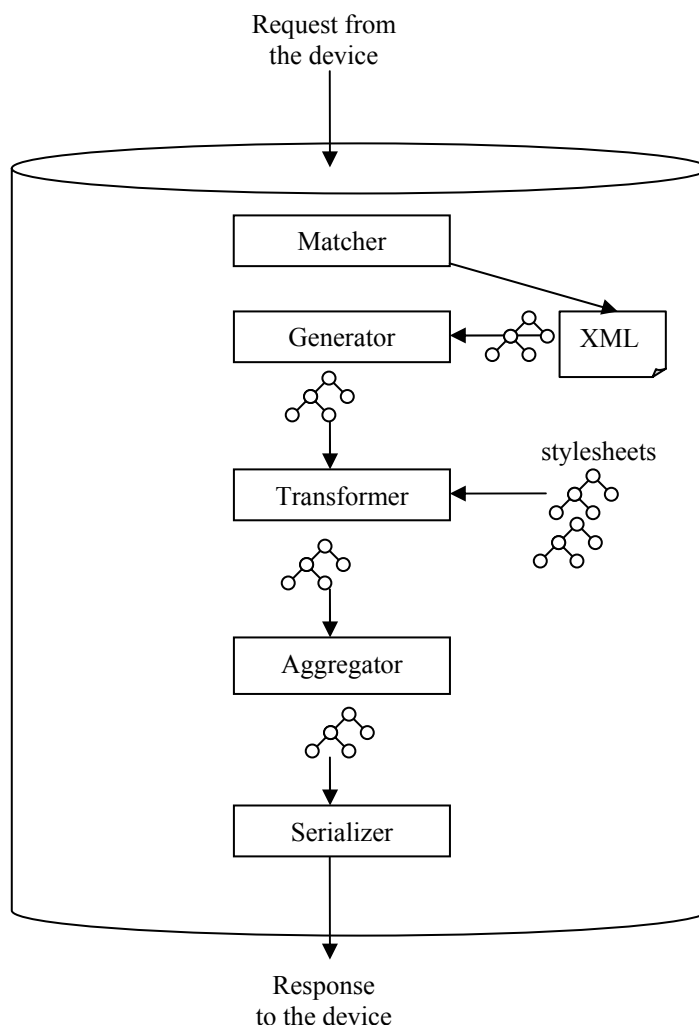 Request from
the device
Matcher
Generator
XML
stylesheets
Transformer
Aggregator
Serializer
Response
to the device